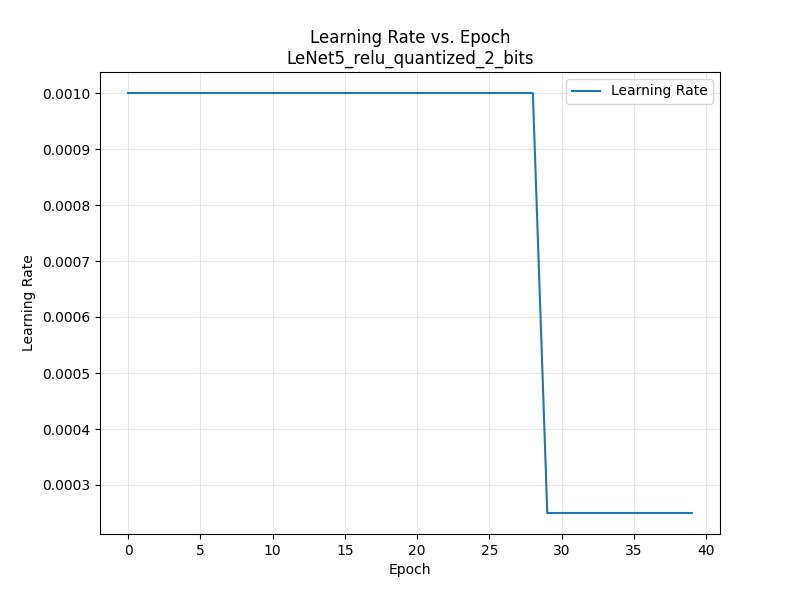 Learning Rate vs. Epoch
LeNet5_relu_quantized_2_bits
Learning Rate
0.0010
0.0009
0.0008
0.0007
0.0006
0.0005
0.0004
0.0003
Learning Rate
0 5 10 15 20 25 30 35 40
Epoch